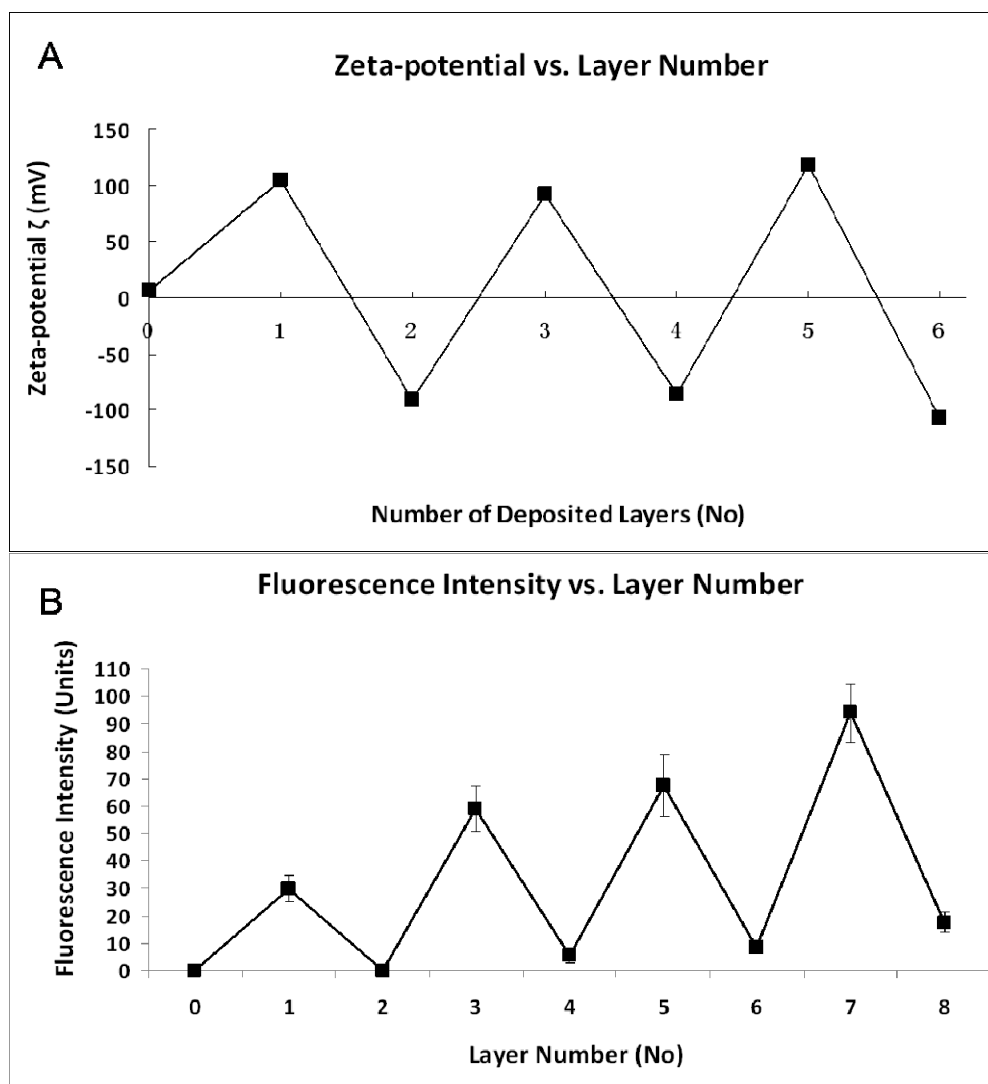 A
Zeta-potential vs. Layer Number
Zeta-potential ζ (mV)
150
100
50
0
-50
-100
-150
0 1 2 3 4 5 6
Number of Deposited Layers (No)
B
Fluorescence Intensity vs. Layer Number
Fluorescence Intensity (Units)
110
100
90
80
70
60
50
40
30
20
10
0
0 1 2 3 4 5 6 7 8
Layer Number (No)